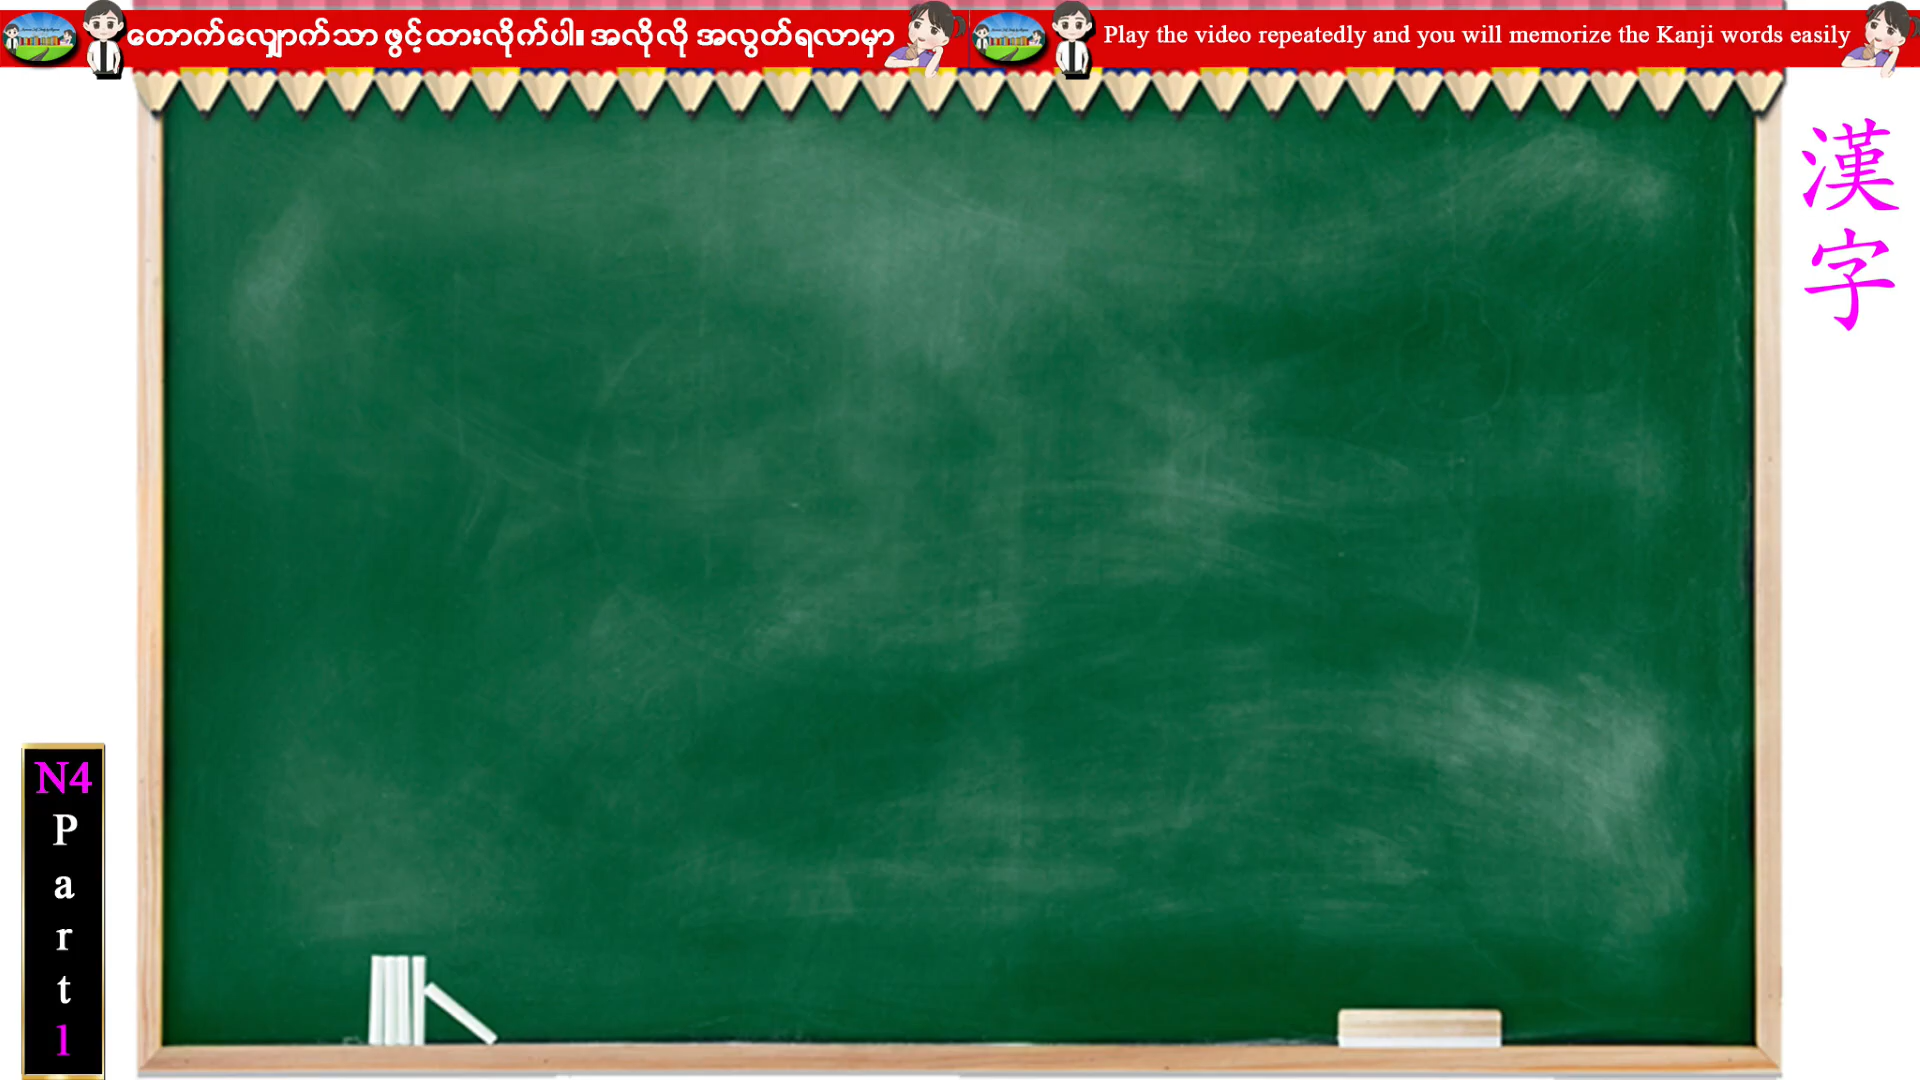 တောက်လျှောက်သာ ဖွင့်ထားလိုက်ပါ။ အလိုလို အလွတ်ရလာမှာ
Play the video repeatedly and you will memorize the Kanji words easily
漢字
N4
Part
1